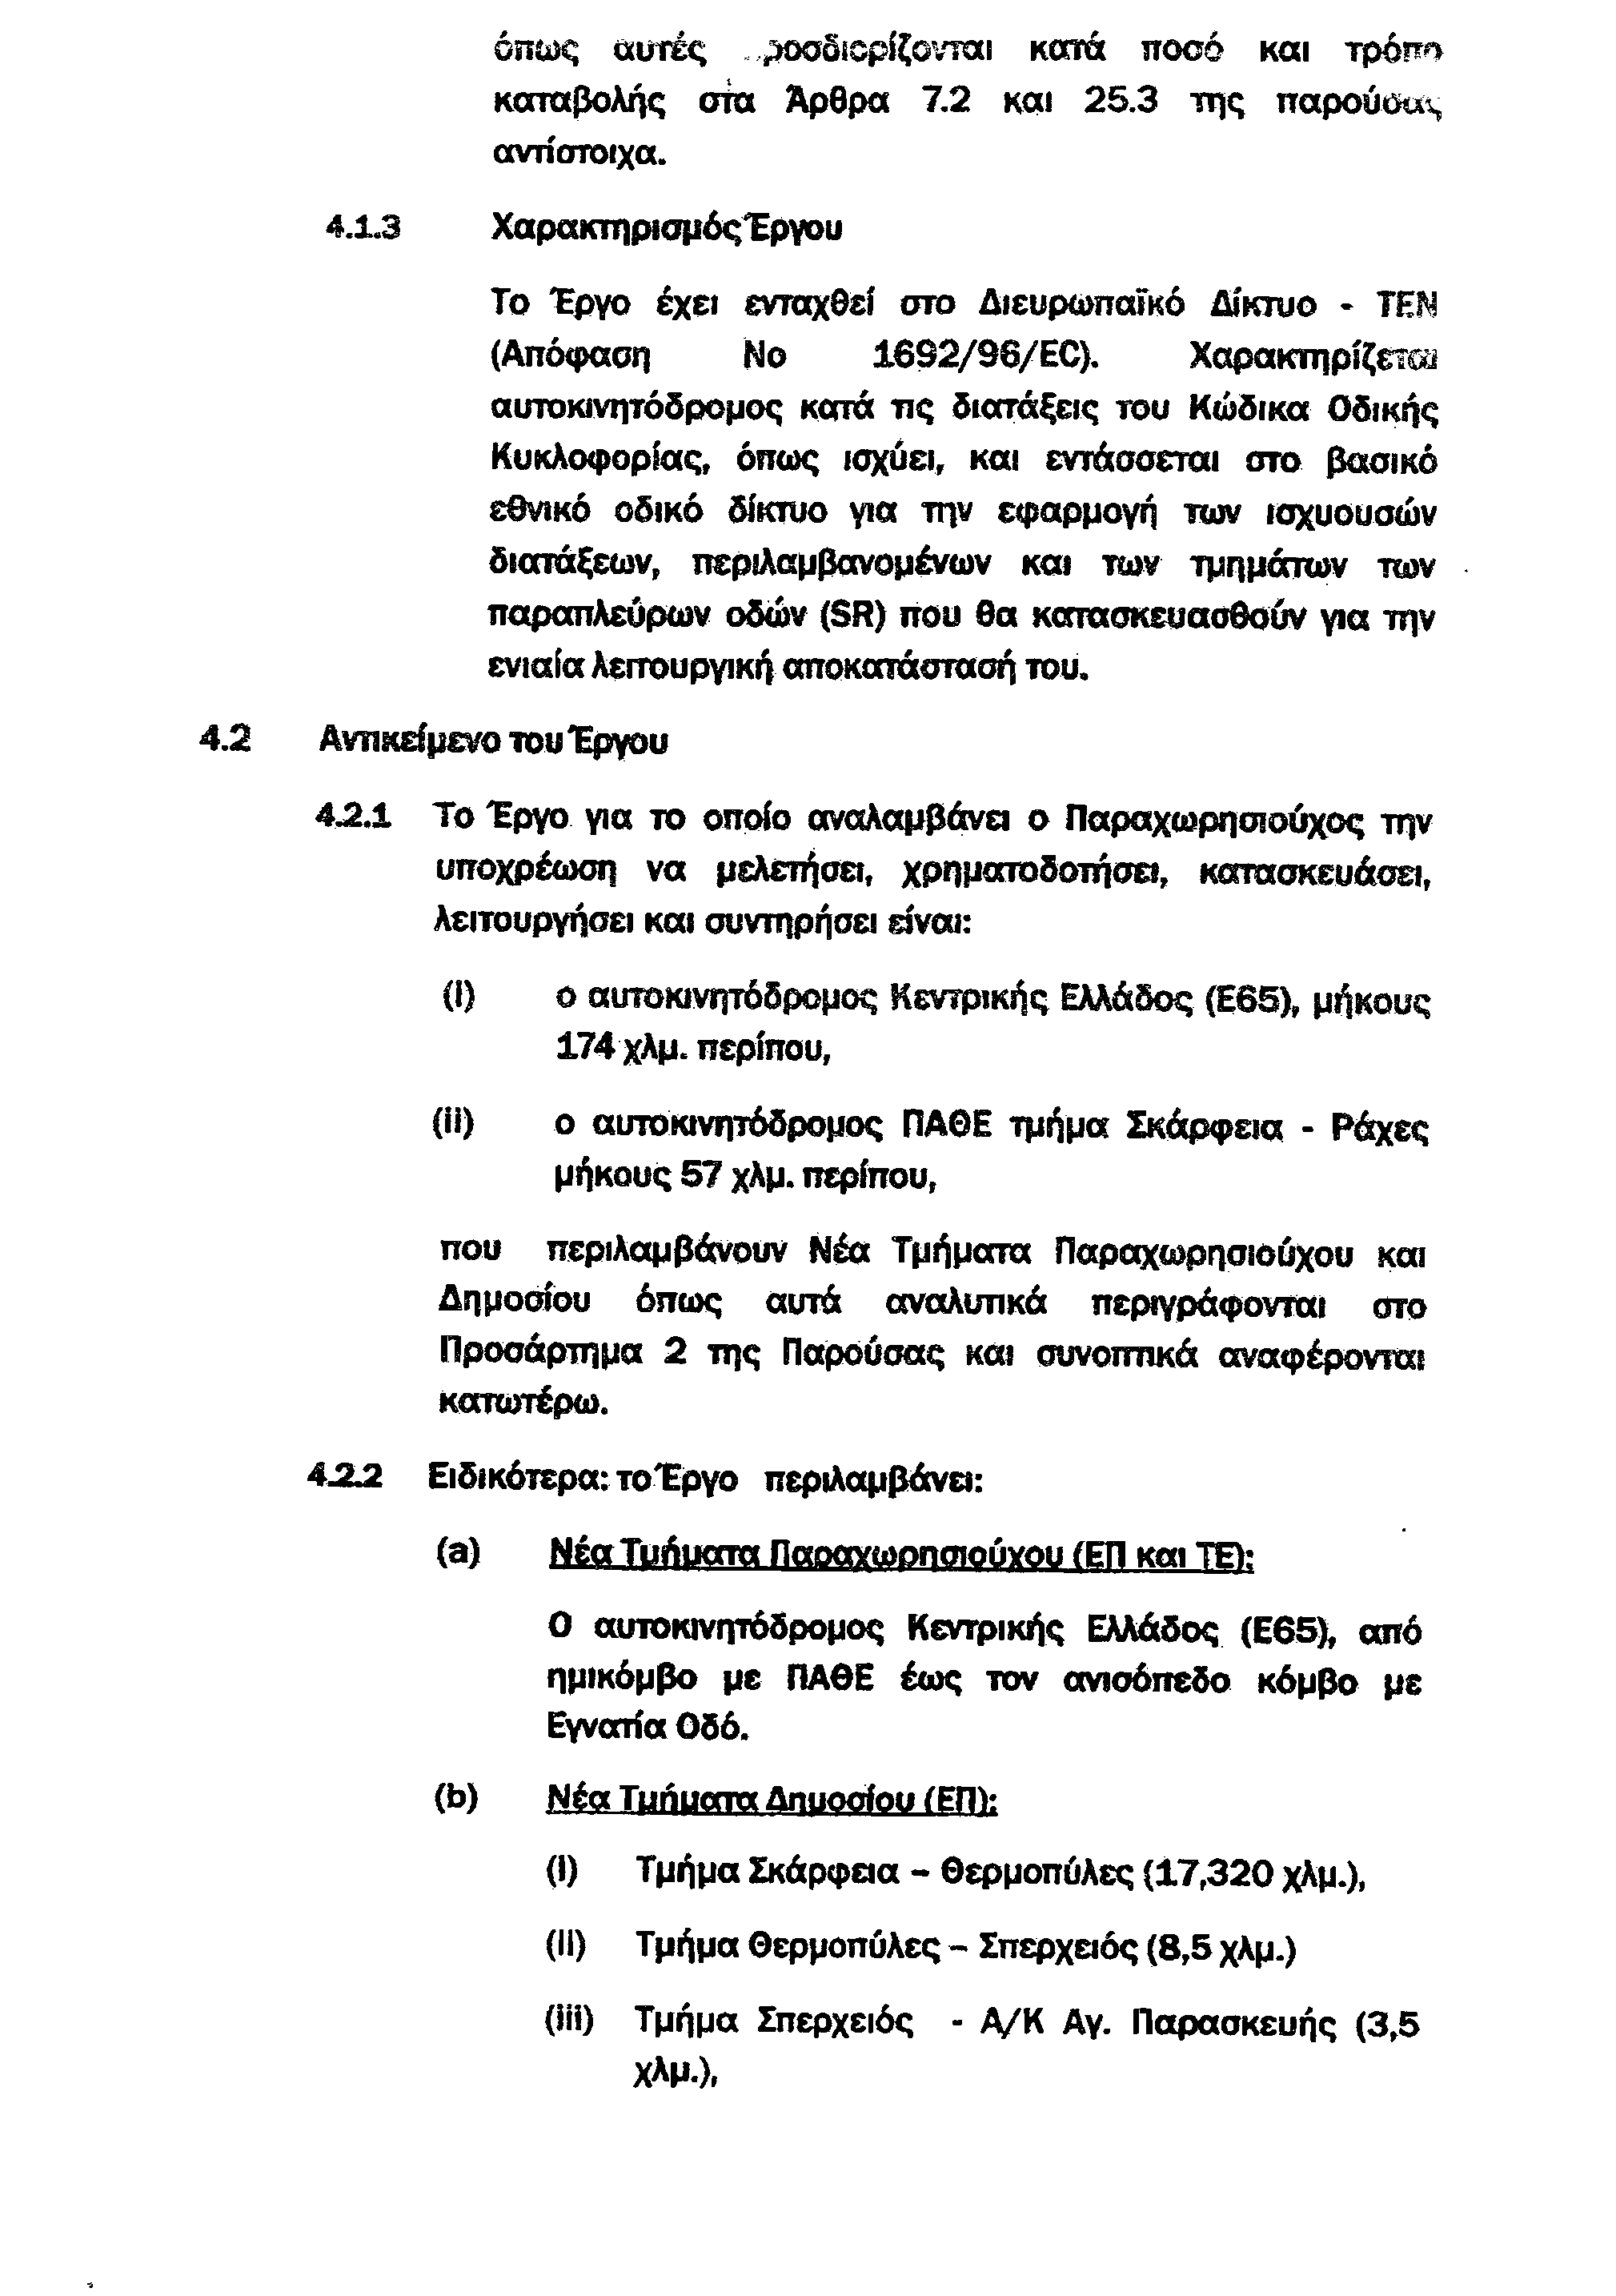 όπως αυτές προσδιορίζονται κατά ποσό και τρόπο
καταβολής στα Άρθρα 7.2 και 25.3 της παρούσας
αντίστοιχα.
4.1.3 Χαρακτηρισμός Έργου
Το Έργο έχει ενταχθεί στο Διευρωπαϊκό Δίκτυο - TEN
(Απόφαση No 1692/96/EC). Χαρακτηρίζεται
αυτοκινητόδρομος κατά τις διατάξεις του Κώδικα Οδικής
Κυκλοφορίας, όπως ισχύει, και εντάσσεται στο βασικό
εθνικό οδικό δίκτυο για την εφαρμογή των ισχυουσών
διατάξεων, περιλαμβανομένων και των τμημάτων των
παραπλεύρων οδών (SR) που θα κατασκευασθούν για την
ενιαία λειτουργική αποκατάστασή του.
4.2 Αντικείμενο του Έργου
4.2.1 Το Έργο για το οποίο αναλαμβάνει ο Παραχωρησιούχος την
υποχρέωση να μελετήσει, χρηματοδοτήσει, κατασκευάσει,
λειτουργήσει και συντηρήσει είναι:
(i) ο αυτοκινητόδρομος Κεντρικής Ελλάδος (Ε65), μήκους
174 χλμ. περίπου,
(ii) ο αυτοκινητόδρομος ΠΑΘΕ τμήμα Σκάρφεια - Ράχες
μήκους 57 χλμ. περίπου,
που περιλαμβάνουν Νέα Τμήματα Παραχωρησιούχου και
Δημοσίου όπως αυτά αναλυτικά περιγράφονται στο
Προσάρτημα 2 της Παρούσας και συνοπτικά αναφέρονται
κατωτέρω.
4.2.2 Ειδικότερα: το Έργο περιλαμβάνει:
(a) Νέα Τμήματα Παραχωρησιούχου (ΕΠ και ΤΕ):
Ο αυτοκινητόδρομος Κεντρικής Ελλάδος (Ε65), από
ημικόμβο με ΠΑΘΕ έως τον ανισόπεδο κόμβο με
Εγνατία Οδό.
(b) Νέα Τμήματα Δημοσίου (ΕΠ):
(i) Τμήμα Σκάρφεια – Θερμοπύλες (17,320 χλμ.),
(ii) Τμήμα Θερμοπύλες – Σπερχειός (8,5 χλμ.)
(iii) Τμήμα Σπερχειός - Α/Κ Αγ. Παρασκευής (3,5
χλμ.),